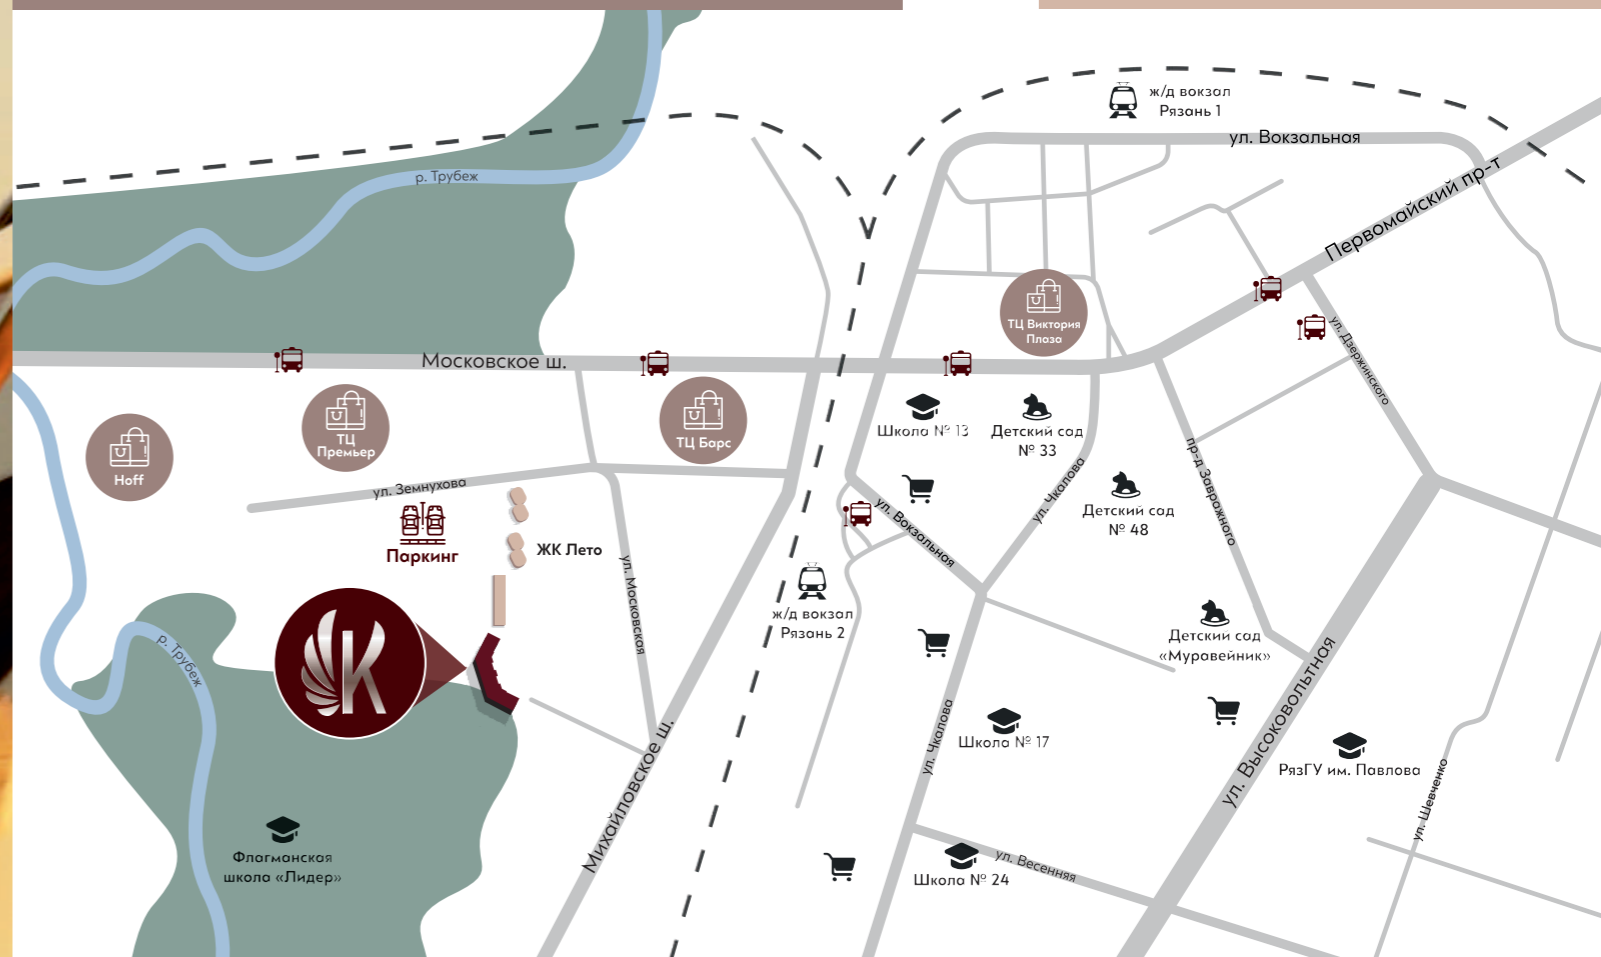 ж/д вокзал
Рязань 1
ул. Вокзальная
Первомайский пр-т
р. Трубеж
ТЦ Виктория
Плаза
ул. Дзержинского
Московское ш.
Hoff
ТЦ
Премьер
ТЦ Барс
Школа № 13
Детский сад
№ 33
ул. Чкалова
Детский сад
№ 48
пр-д Завражного
ул. Земнухова
Паркинг
ЖК Лето
ул. Вокзальная
ул. Московская
ж/д вокзал
Рязань 2
Детский сад
«Муравейник»
р. Трубеж
K
ул. Чкалова
Школа № 17
ул. Высоковольтная
РязГУ им. Павлова
ул. Шевченко
Михайловское ш.
Флагманская
школа «Лидер»
Школа № 24
ул. Весенняя